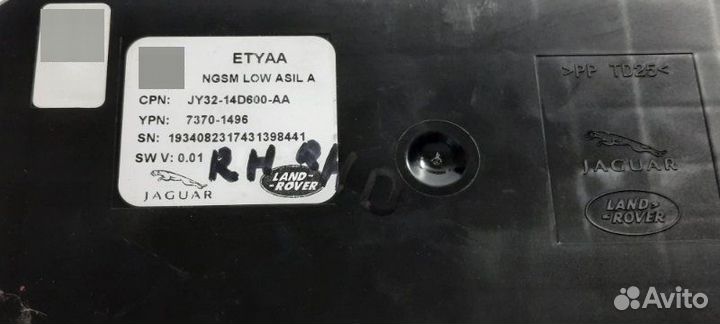 ETYAA
NGSM LOW ASIL A
CPN: JY32-14D600-AA
YPN: 7370-1496
SN: 1934082317431398441
SW V: 0.01
RH
JAGUAR
LAND-
ROVER
>PP TD25<
JAGUAR
LAND-
ROVER
Avito